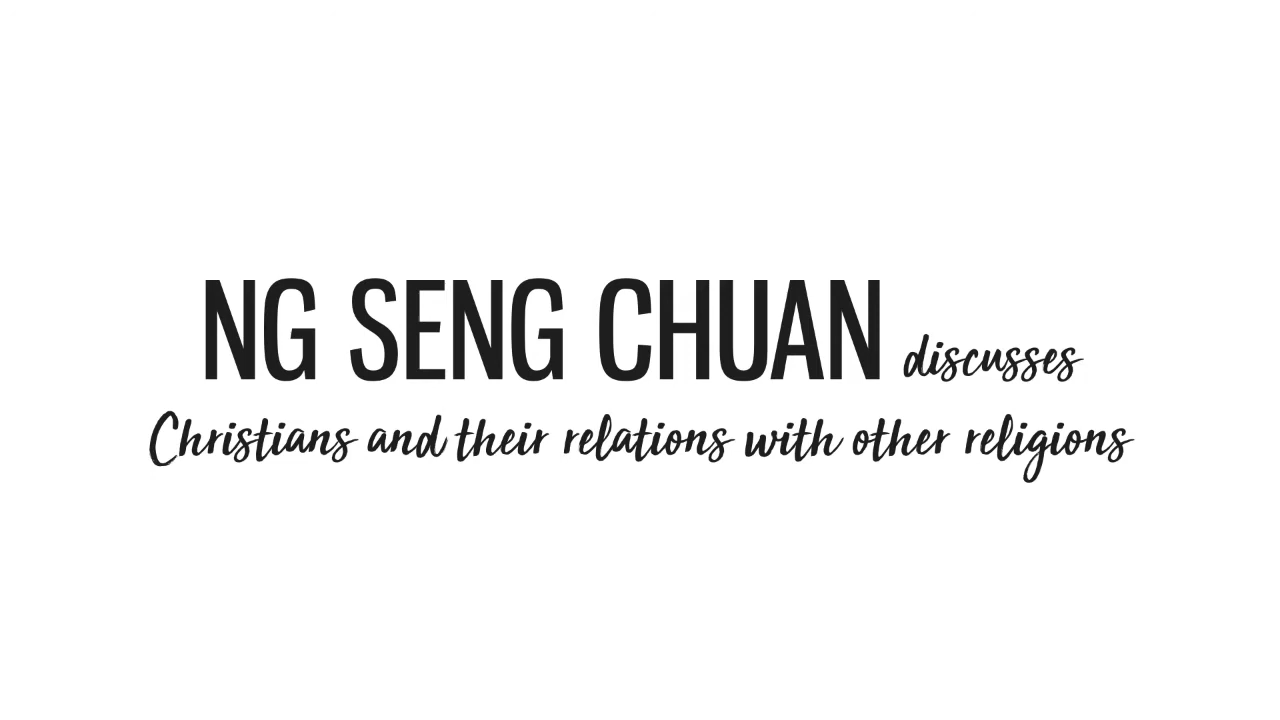 NG SENG CHUAN discusses
Christians and their relations with other religions